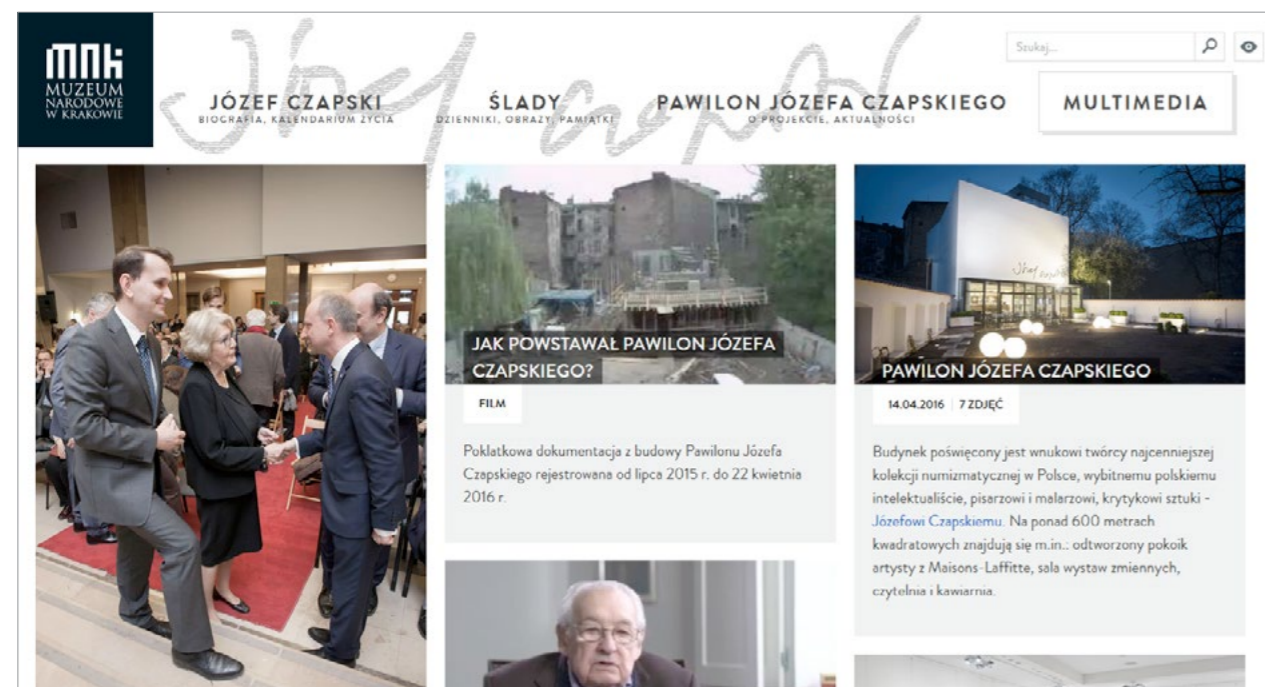 MNK
MUZEUM
NARODOWE
W KRAKOWIE
Józef Czapski
Szukaj...
JÓZEF CZAPSKI
BIOGRAFIA, KALENDARIUM ŻYCIA
ŚLADY
DZIENNIKI, OBRAZY, PAMIĄTKI
PAWILON JÓZEFA CZAPSKIEGO
O PROJEKCIE, AKTUALNOŚCI
MULTIMEDIA
JAK POWSTAWAŁ PAWILON JÓZEFA
CZAPSKIEGO?
FILM
Poklatkowa dokumentacja z budowy Pawilonu Józefa
Czapskiego rejestrowana od lipca 2015 r. do 22 kwietnia
2016 r.
Józef Czapski
PAWILON JÓZEFA CZAPSKIEGO
14.04.2016 | 7 ZDJĘĆ
Budynek poświęcony jest wnukowi twórcy najcenniejszej
kolekcji numizmatycznej w Polsce, wybitnemu polskiemu
intelektualiście, pisarzowi i malarzowi, krytykowi sztuki -
Józefowi Czapskiemu. Na ponad 600 metrach
kwadratowych znajdują się m.in.: odtworzony pokoik
artysty z Maisons-Laffitte, sala wystaw zmiennych,
czytelnia i kawiarnia.